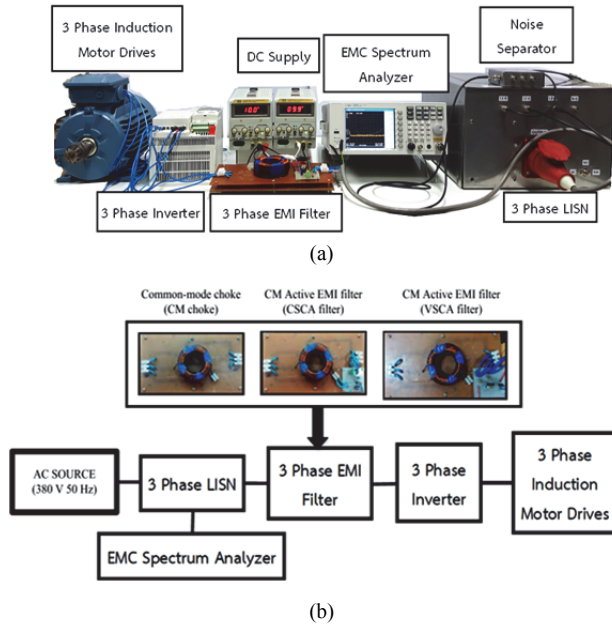 3 Phase Induction
Motor Drives
DC Supply
EMC Spectrum
Analyzer
Noise
Separator
3 Phase Inverter
3 Phase EMI Filter
3 Phase LISN
(a)
Common-mode choke
(CM choke)
CM Active EMI filter
(CSCA filter)
CM Active EMI filter
(VSCA filter)
AC SOURCE
(380 V 50 Hz)
3 Phase LISN
3 Phase EMI
Filter
3 Phase
Inverter
3 Phase
Induction
Motor Drives
EMC Spectrum Analyzer
(b)